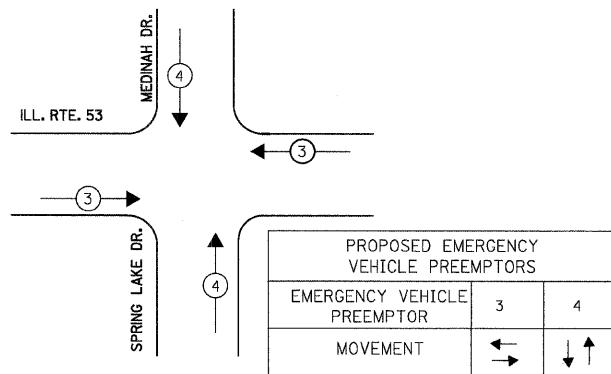 MEDINAH DR.
4
ILL. RTE. 53
3
3
4
SPRING LAKE DR.
PROPOSED EMERGENCY
VEHICLE PREEMPTORS
EMERGENCY VEHICLE
PREEMPTOR
3
4
MOVEMENT